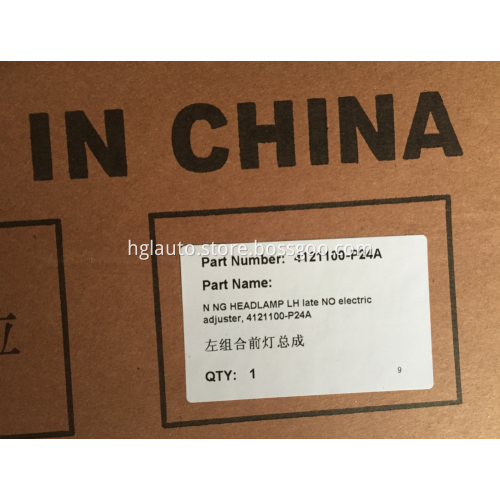 IN CHINA
hglauto.store.bossgoo.com
Part Number: 4121100-P24A
Part Name:
N NG HEADLAMP LH late NO electric
adjuster, 4121100-P24A
左组合前灯总成
QTY: 1
9